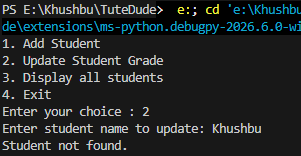 PS E:\Khushbu\TuteDude>  e:; cd 'e:\Khushbu
de\extensions\ms-python.debugpy-2026.6.0-wi
1. Add Student
2. Update Student Grade
3. Display all students
4. Exit
Enter your choice : 2
Enter student name to update: Khushbu
Student not found.